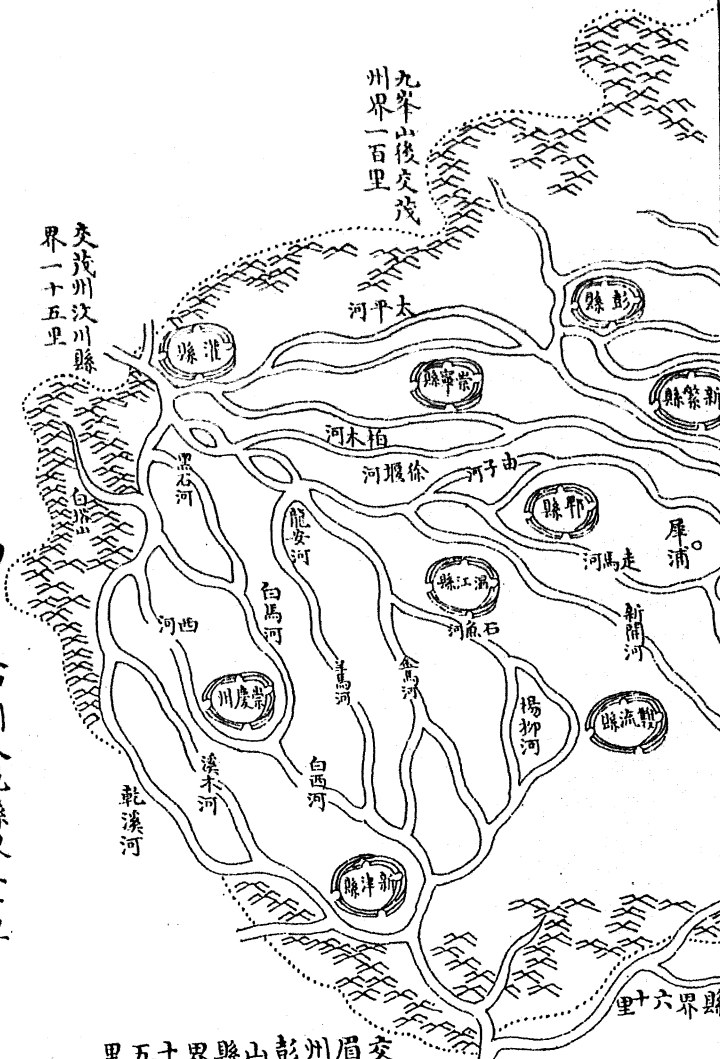 九峯山後交茂
州界一百里
交茂州汶川縣
界一十五里
彭縣
灌縣
太平河
崇寧縣
新繁縣
柏木河
徐堰河
由子河
郫縣
犀浦
走馬河
黑石河
龍安河
白馬河
西河
溫江縣
石魚河
新開河
羊馬河
金馬河
楊柳河
雙流縣
崇慶州
白西河
溪木河
乾溪河
新津縣
縣界六十里
交眉州彭山縣界十五里